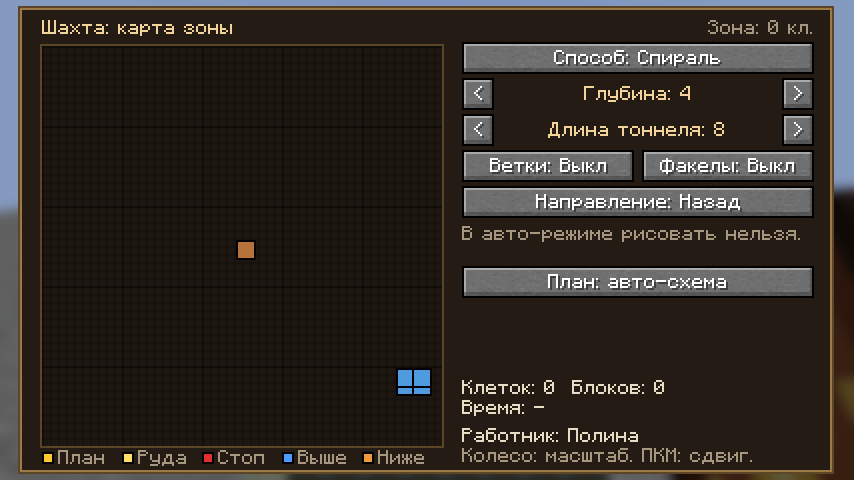 Шахта: карта зоны
Зона: 0 кл.
Способ: Спираль
< Глубина: 4 >
< Длина тоннеля: 8 >
Ветки: Выкл
Факелы: Выкл
Направление: Назад
В авто-режиме рисовать нельзя.
План: авто-схема
Клеток: 0 Блоков: 0
Время: -
Работник: Полина
Колесо: масштаб. ПКМ: сдвиг.
План Руда Стоп Выше Ниже